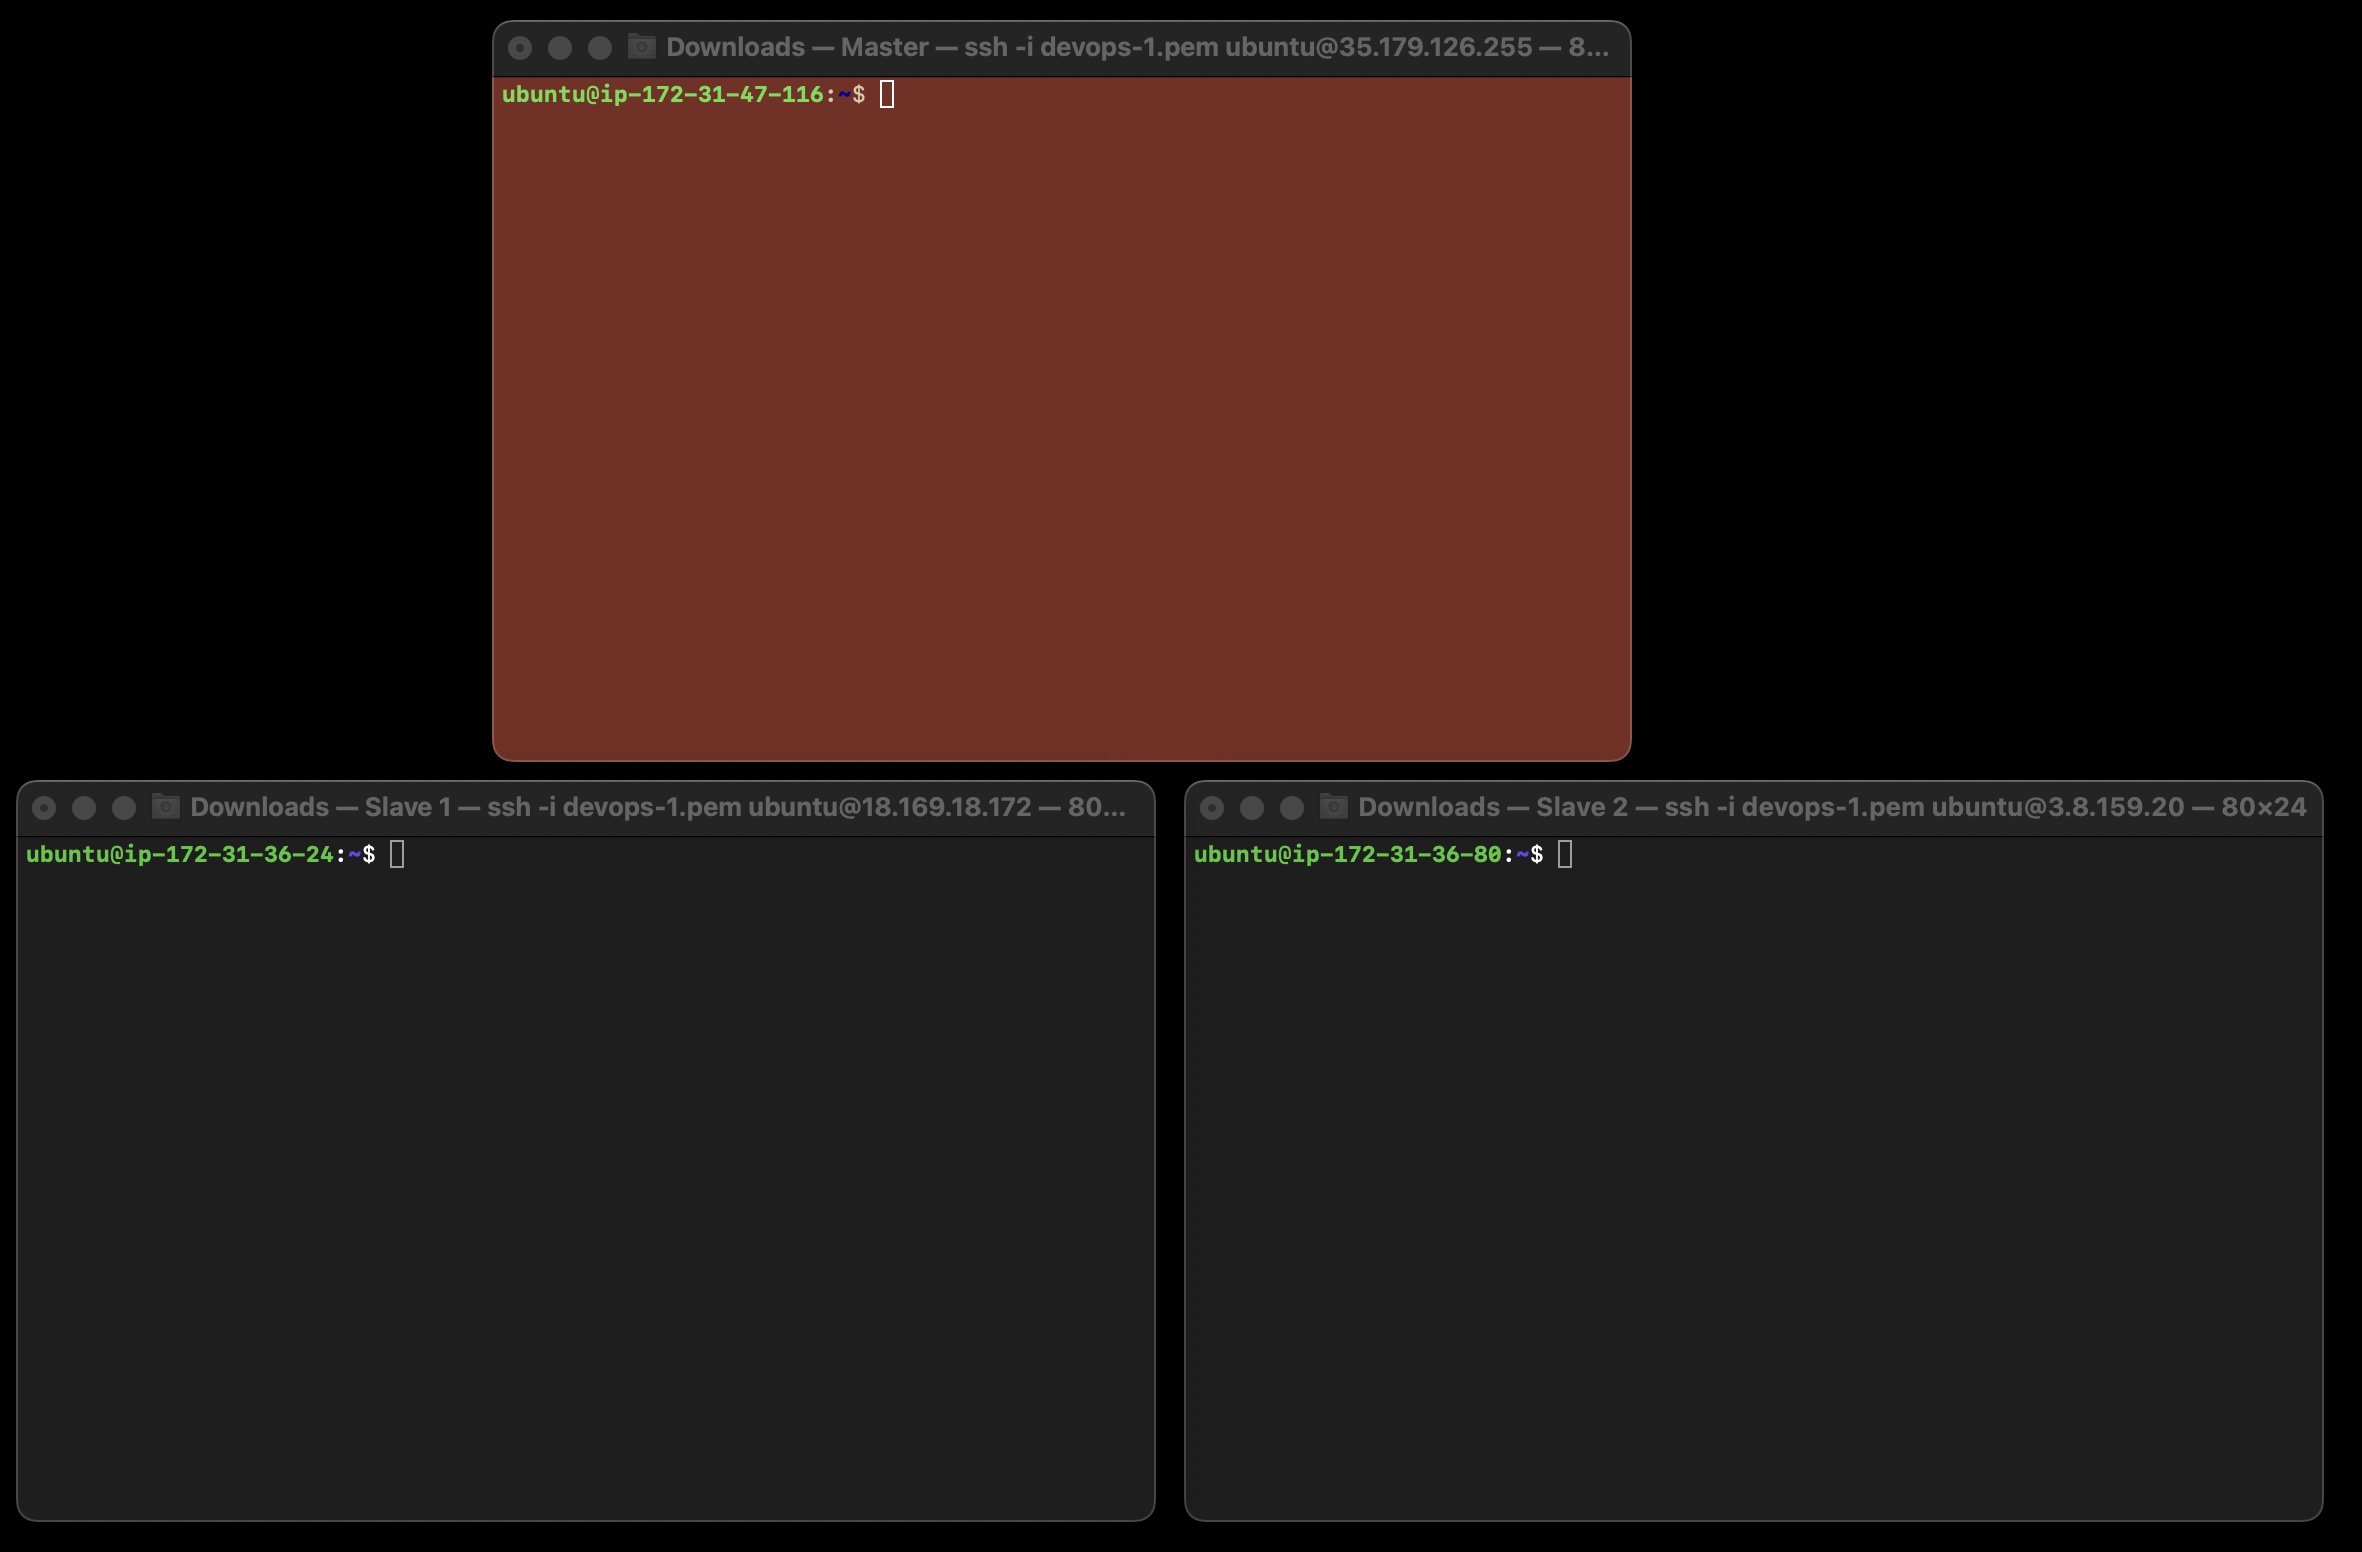 Downloads — Master — ssh -i devops-1.pem ubuntu@35.179.126.255 — 8...
ubuntu@ip-172-31-47-116:~$
Downloads — Slave 1 — ssh -i devops-1.pem ubuntu@18.169.18.172 — 80...
ubuntu@ip-172-31-36-24:~$
Downloads — Slave 2 — ssh -i devops-1.pem ubuntu@3.8.159.20 — 80×24
ubuntu@ip-172-31-36-80:~$